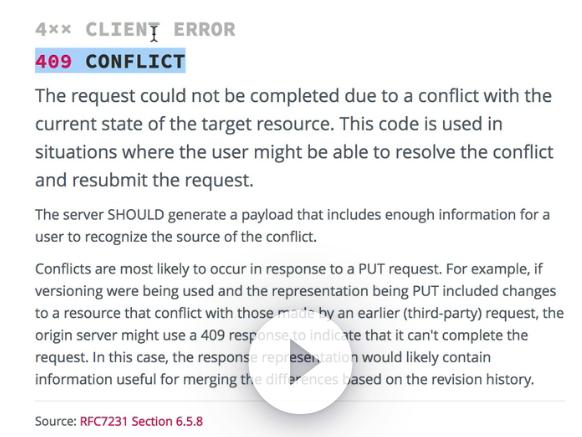 4×× CLIENT ERROR
409 CONFLICT
The request could not be completed due to a conflict with the
current state of the target resource. This code is used in
situations where the user might be able to resolve the conflict
and resubmit the request.
The server SHOULD generate a payload that includes enough information for a
user to recognize the source of the conflict.
Conflicts are most likely to occur in response to a PUT request. For example, if
versioning were being used and the representation being PUT included changes
to a resource that conflict with those made by an earlier (third-party) request, the
origin server might use a 409 response to indicate that it can't complete the
request. In this case, the response representation would likely contain
information useful for merging the differences based on the revision history.
Source: RFC7231 Section 6.5.8